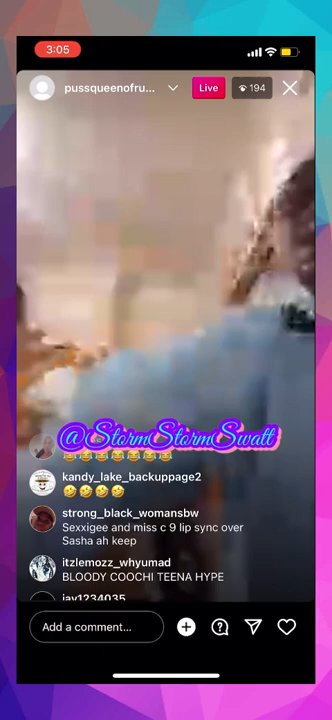 3:05
pussqueenofru...
Live
194
@StormStormSwatt
kandy_lake_backuppage2
strong_black_womansbw
Sexxigee and miss c 9 lip sync over
Sasha ah keep
itzlemozz_whyumad
BLOODY COOCHI TEENA HYPE
jay1234035
Add a comment...